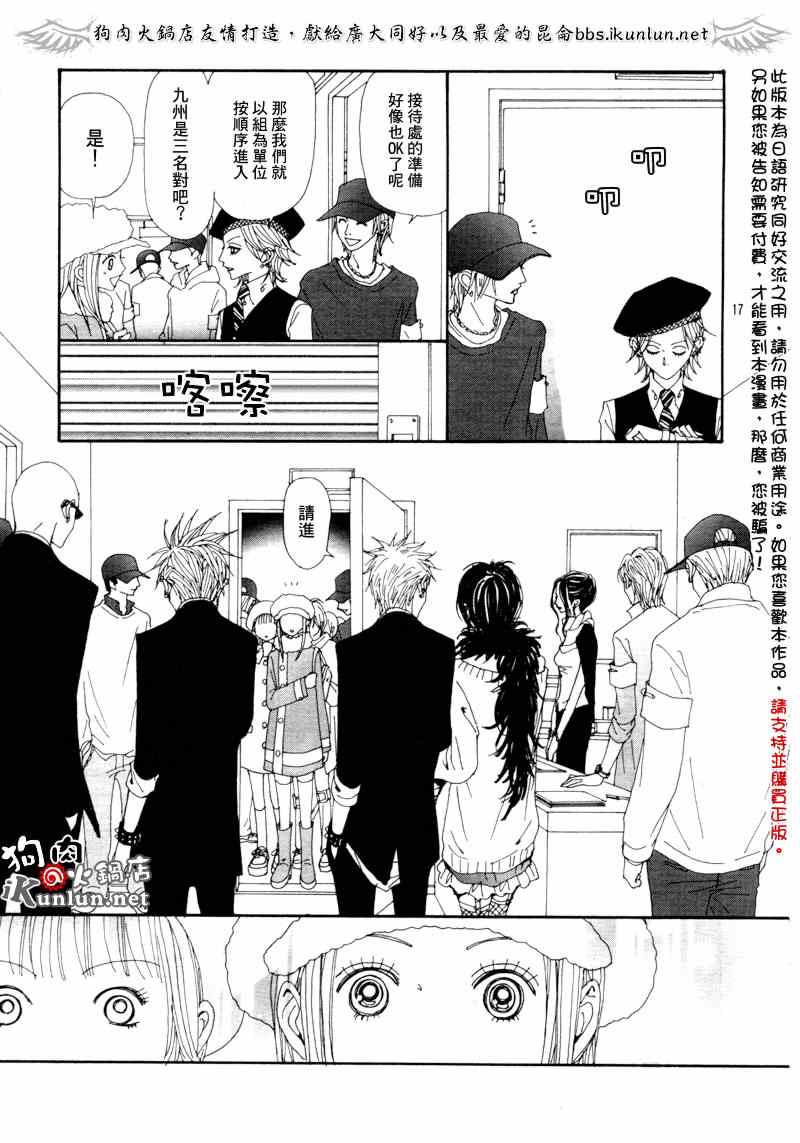 狗肉火鍋店友情打造，獻給廣大同好以及最愛的昆侖bbs.ikunlun.net
此版本為日語研究同好交流之用，請勿用於任何商業用途。如果您喜歡本作品，請支持並購買正版。
另如果您被告知需要付費，才能看到本漫畫，那麼，您被騙了！
17
叩
叩
接待處的準備
好像也OK了呢
那麼我們就
以組為單位
按順序進入
九州是三名對吧？
是！
喀嚓
請進
狗肉火鍋店
iKunlun.net